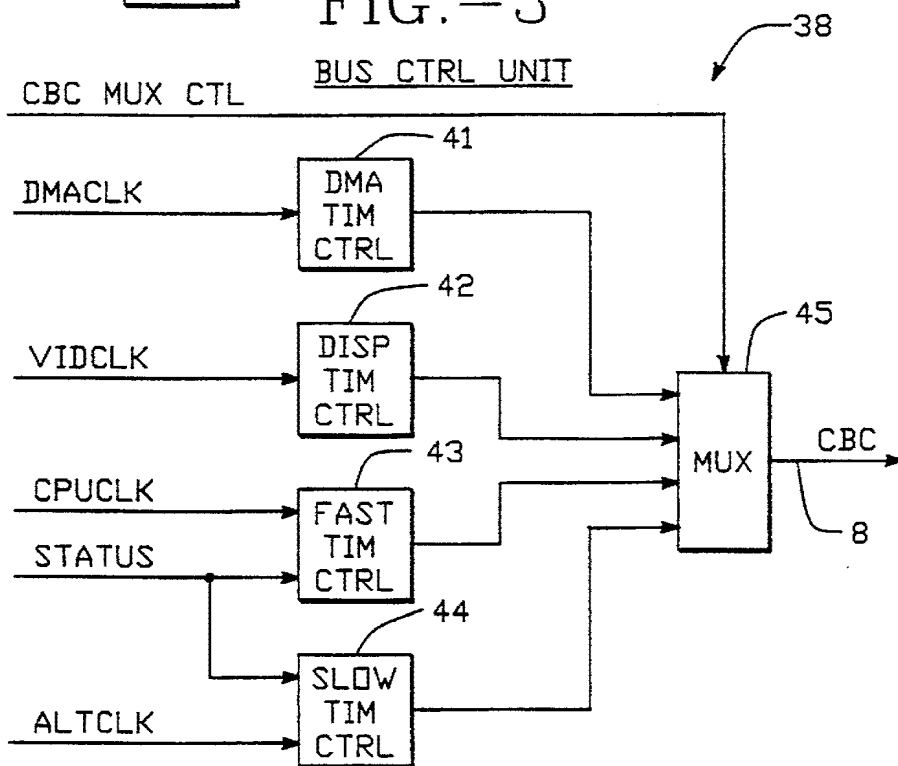 FIG.-3
38
BUS CTRL UNIT
CBC MUX CTL
41
DMACLK
DMA
TIM
CTRL
42
VIDCLK
DISP
TIM
CTRL
45
MUX
CBC
8
43
CPUCLK
STATUS
FAST
TIM
CTRL
44
ALTCLK
SLOW
TIM
CTRL